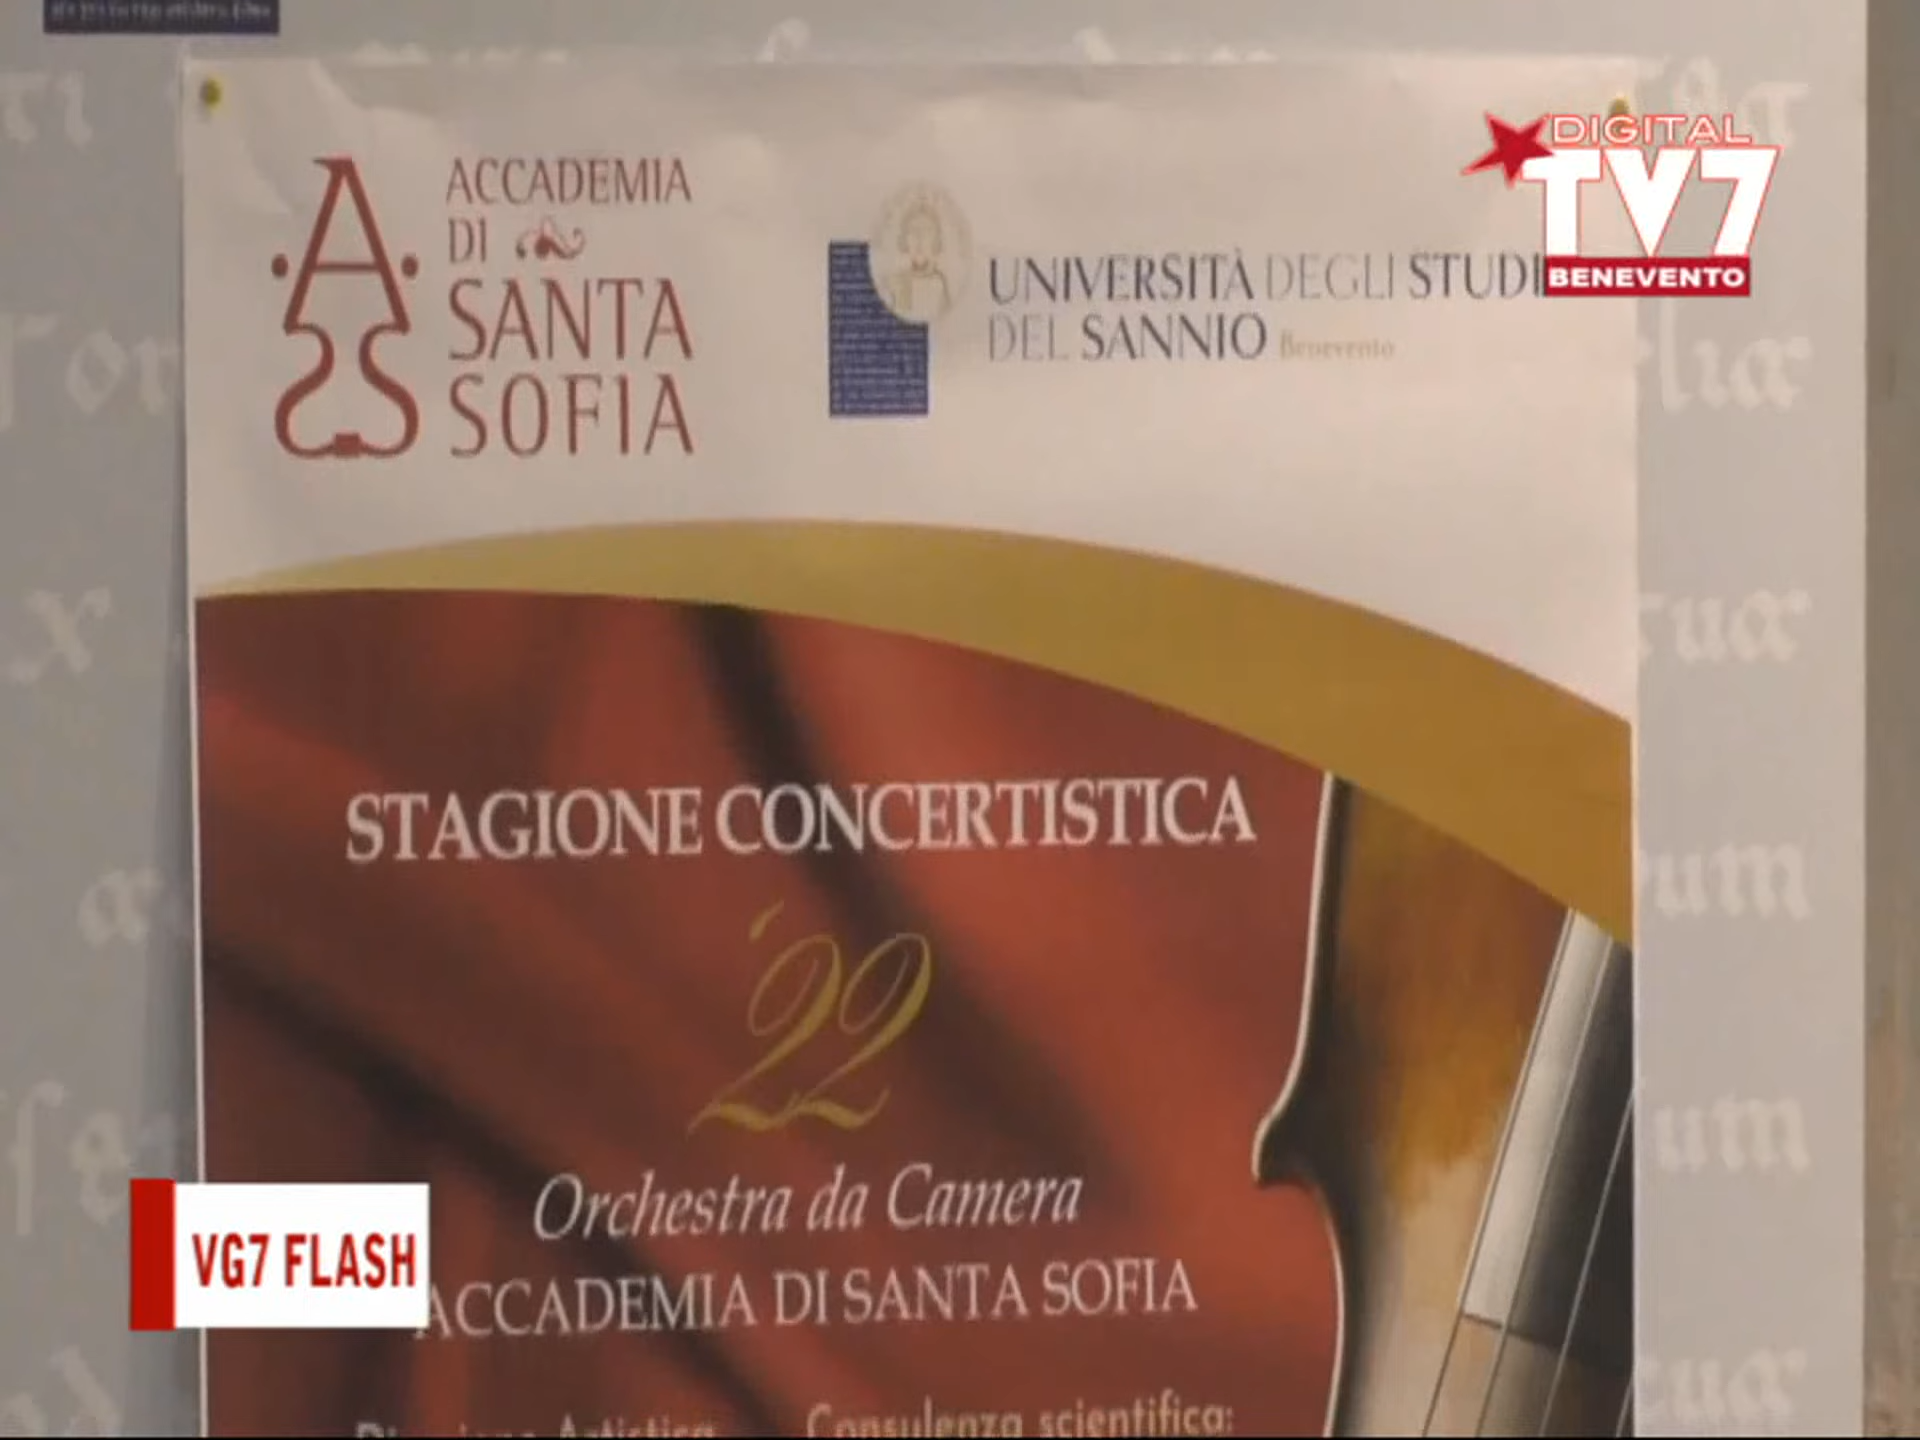 ACCADEMIA
DI
SANTA
SOFIA
UNIVERSITÀ DEGLI STUDI
DEL SANNIO Benevento
DIGITAL
TV7
BENEVENTO
STAGIONE CONCERTISTICA
'22
Orchestra da Camera
ACCADEMIA DI SANTA SOFIA
Consulenza scientifica:
VG7 FLASH